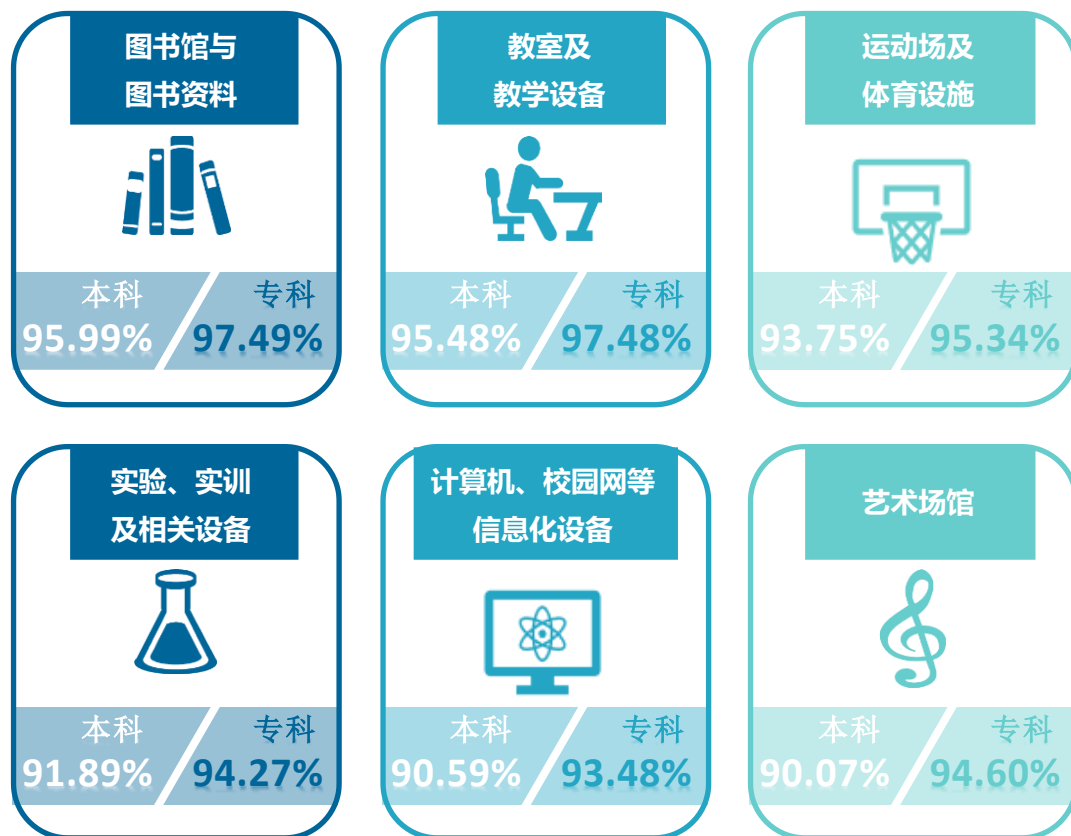 图书馆与
图书资料
本科 专科
95.99% 97.49%
教室及
教学设备
本科 专科
95.48% 97.48%
运动场及
体育设施
本科 专科
93.75% 95.34%
实验、实训
及相关设备
本科 专科
91.89% 94.27%
计算机、校园网等
信息化设备
本科 专科
90.59% 93.48%
艺术场馆
本科 专科
90.07% 94.60%